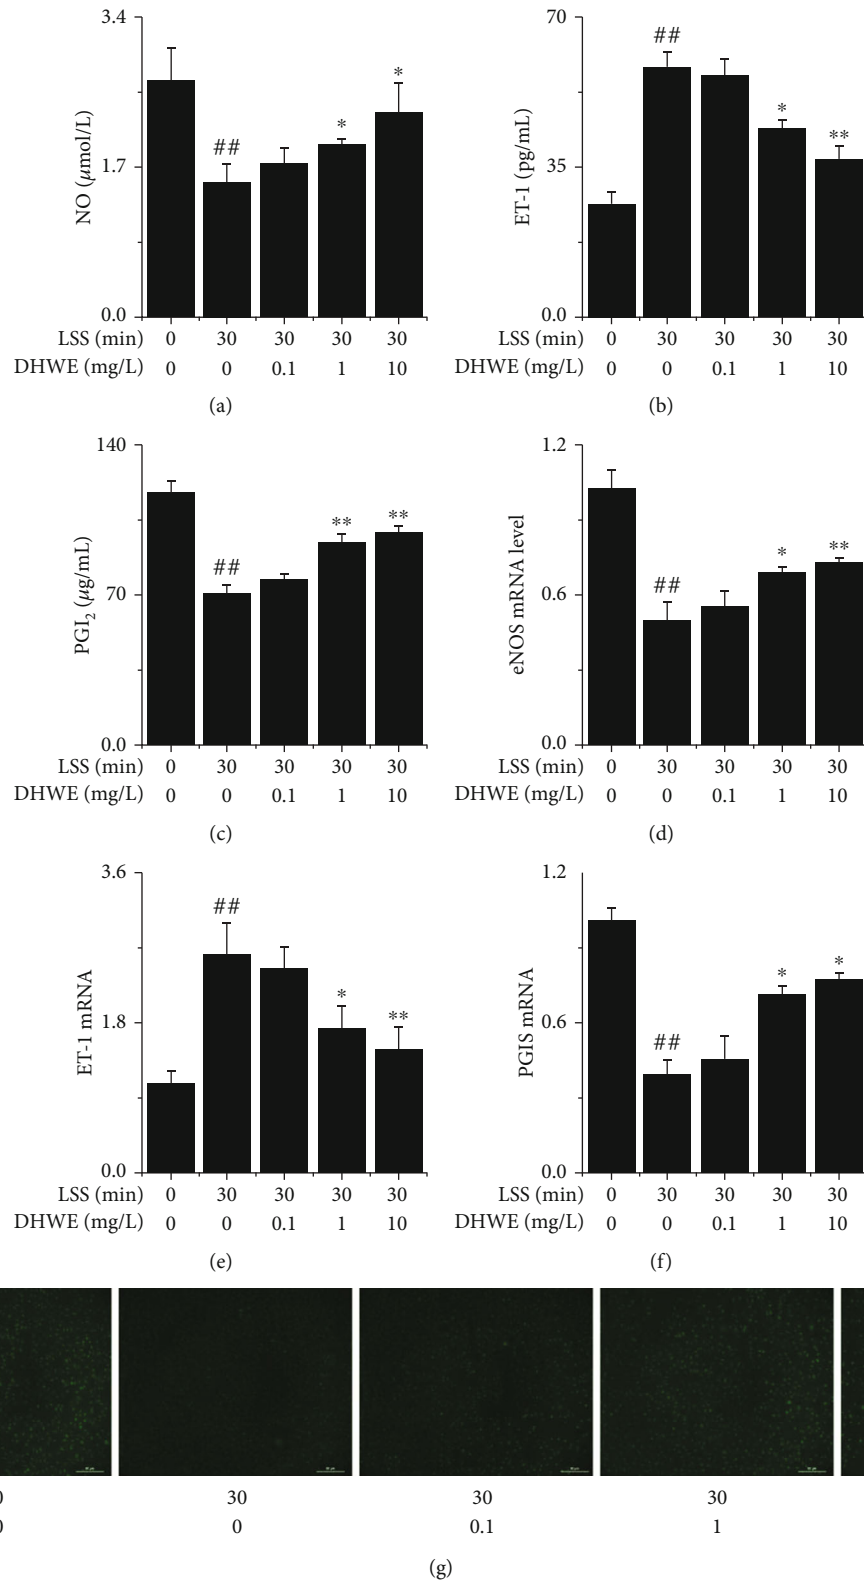 3.4
##
*
*
NO (μmol/L)
1.7
0.0
LSS (min) 0 30 30 30 30
DHWE (mg/L) 0 0 0.1 1 10
(a)
70
##
*
**
ET-1 (pg/mL)
35
0
LSS (min) 0 30 30 30 30
DHWE (mg/L) 0 0 0.1 1 10
(b)
140
##
**
**
PGI2 (μg/mL)
70
0.0
LSS (min) 0 30 30 30 30
DHWE (mg/L) 0 0 0.1 1 10
(c)
1.2
##
*
**
eNOS mRNA level
0.6
0.0
LSS (min) 0 30 30 30 30
DHWE (mg/L) 0 0 0.1 1 10
(d)
3.6
##
*
**
ET-1 mRNA
1.8
0.0
LSS (min) 0 30 30 30 30
DHWE (mg/L) 0 0 0.1 1 10
(e)
1.2
##
*
*
PGIS mRNA
0.6
0.0
LSS (min) 0 30 30 30 30
DHWE (mg/L) 0 0 0.1 1 10
(f)
0 30 30 30
0 0 0.1 1
(g)